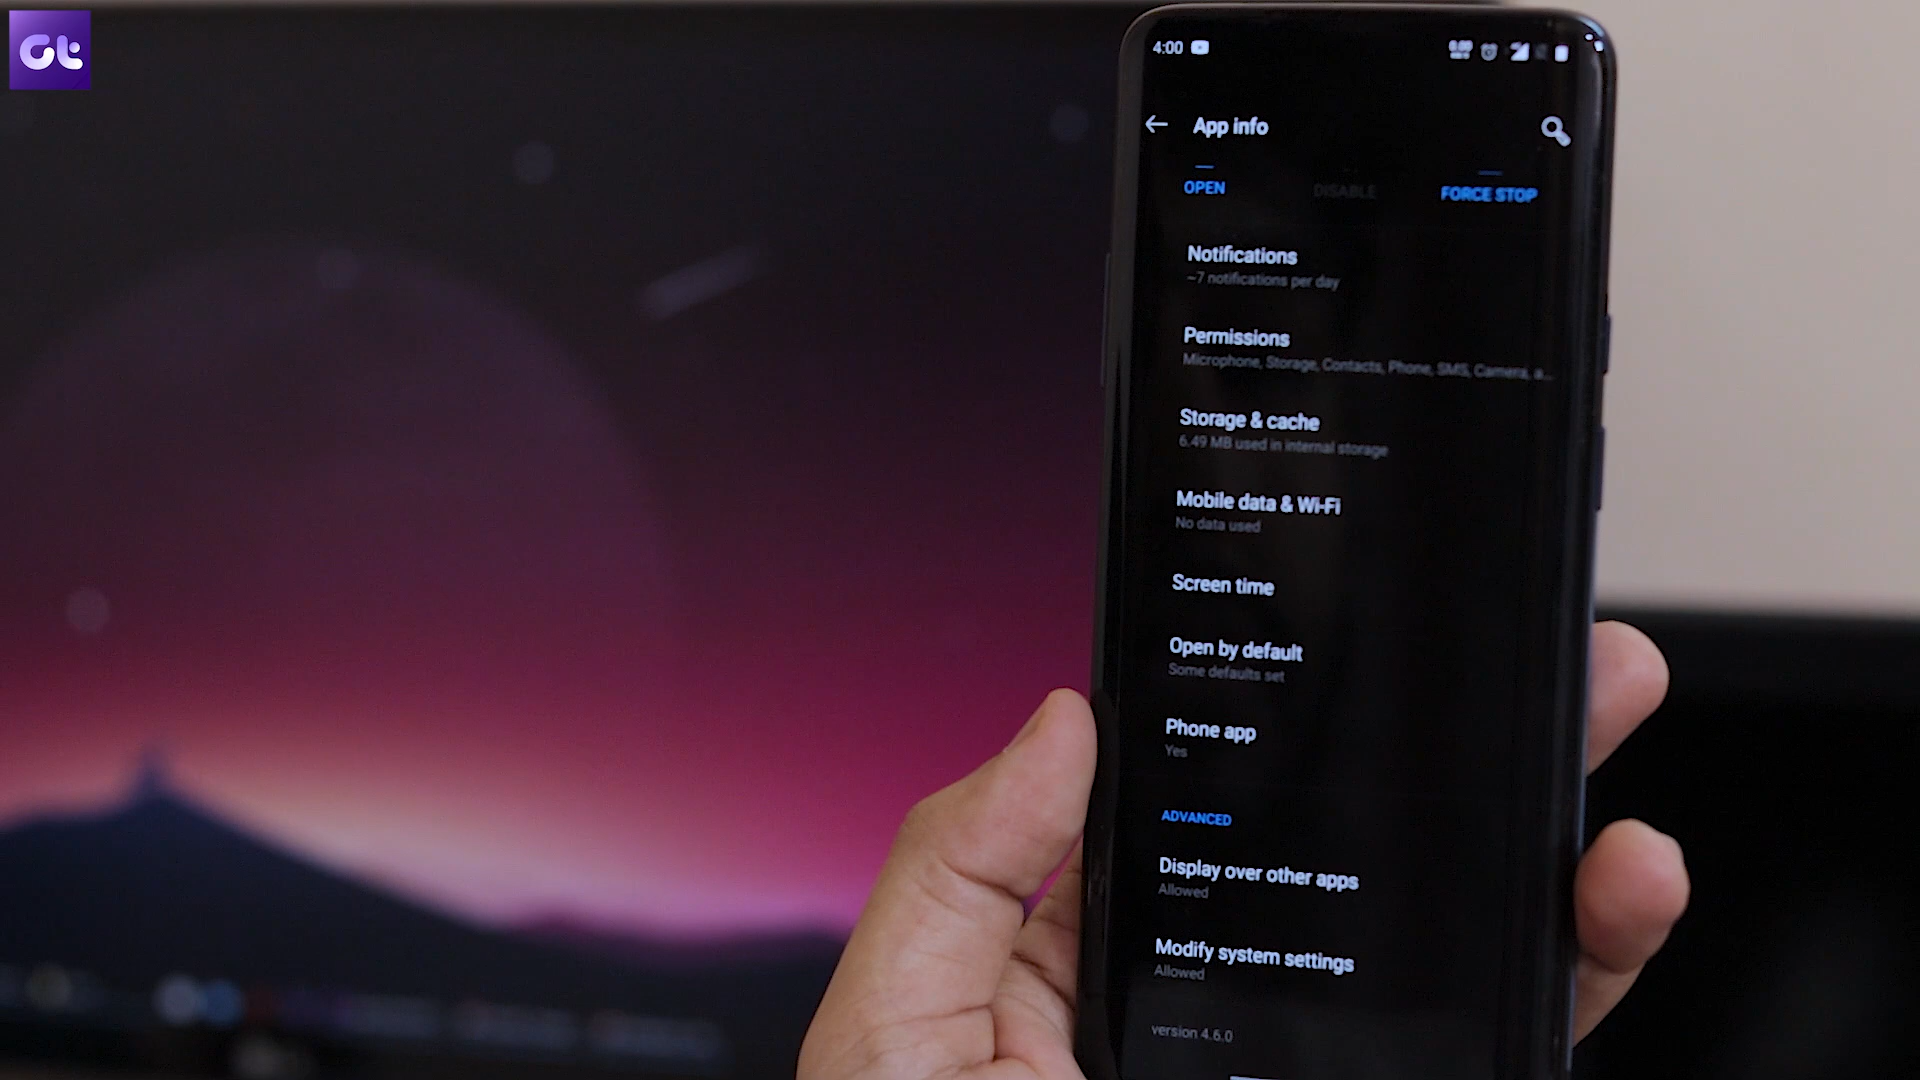 Gt
4:00
0.00
App info
OPEN DISABLE FORCE STOP
Notifications
~7 notifications per day
Permissions
Microphone, Storage, Contacts, Phone, SMS, Camera, a...
Storage & cache
6.49 MB used in internal storage
Mobile data & Wi-Fi
No data used
Screen time
Open by default
Some defaults set
Phone app
Yes
ADVANCED
Display over other apps
Allowed
Modify system settings
Allowed
version 4.6.0